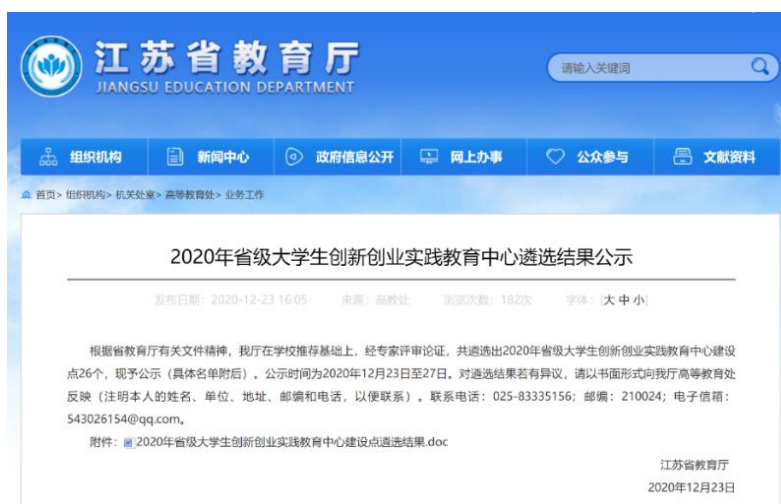 江苏省教育厅
JIANGSU EDUCATION DEPARTMENT
请输入关键词
组织机构 新闻中心 政府信息公开 网上办事 公众参与 文献资料
首页> 组织机构> 机关处室> 高等教育处> 业务工作
2020年省级大学生创新创业实践教育中心遴选结果公示
发布日期: 2020-12-23 16:05 来源: 高教处 浏览次数: 182次 字体: [大 中 小]
根据省教育厅有关文件精神，我厅在学校推荐基础上，经专家评审论证，共遴选出2020年省级大学生创新创业实践教育中心建设
点26个，现予公示（具体名单附后）。公示时间为2020年12月23日至27日。对遴选结果若有异议，请以书面形式向我厅高等教育处
反映（注明本人的姓名、单位、地址、邮编和电话，以便联系）。联系电话：025-83335156；邮编：210024；电子信箱：
543026154@qq.com。
附件：2020年省级大学生创新创业实践教育中心建设点遴选结果.doc
江苏省教育厅
2020年12月23日